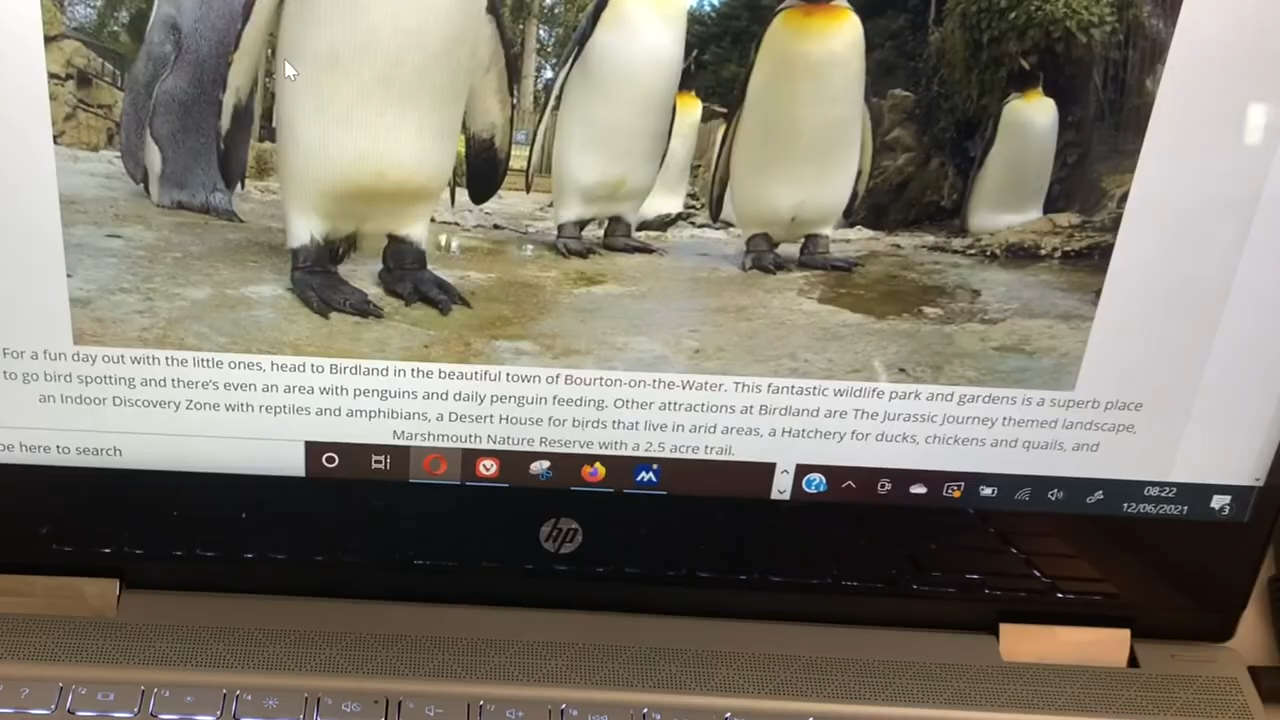 For a fun day out with the little ones, head to Birdland in the beautiful town of Bourton-on-the-Water. This fantastic wildlife park and gardens is a superb place
to go bird spotting and there's even an area with penguins and daily penguin feeding. Other attractions at Birdland are The Jurassic Journey themed landscape,
an Indoor Discovery Zone with reptiles and amphibians, a Desert House for birds that live in arid areas, a Hatchery for ducks, chickens and quails, and
Marshmouth Nature Reserve with a 2.5 acre trail.
here to search
08:22
12/06/2021
3
hp